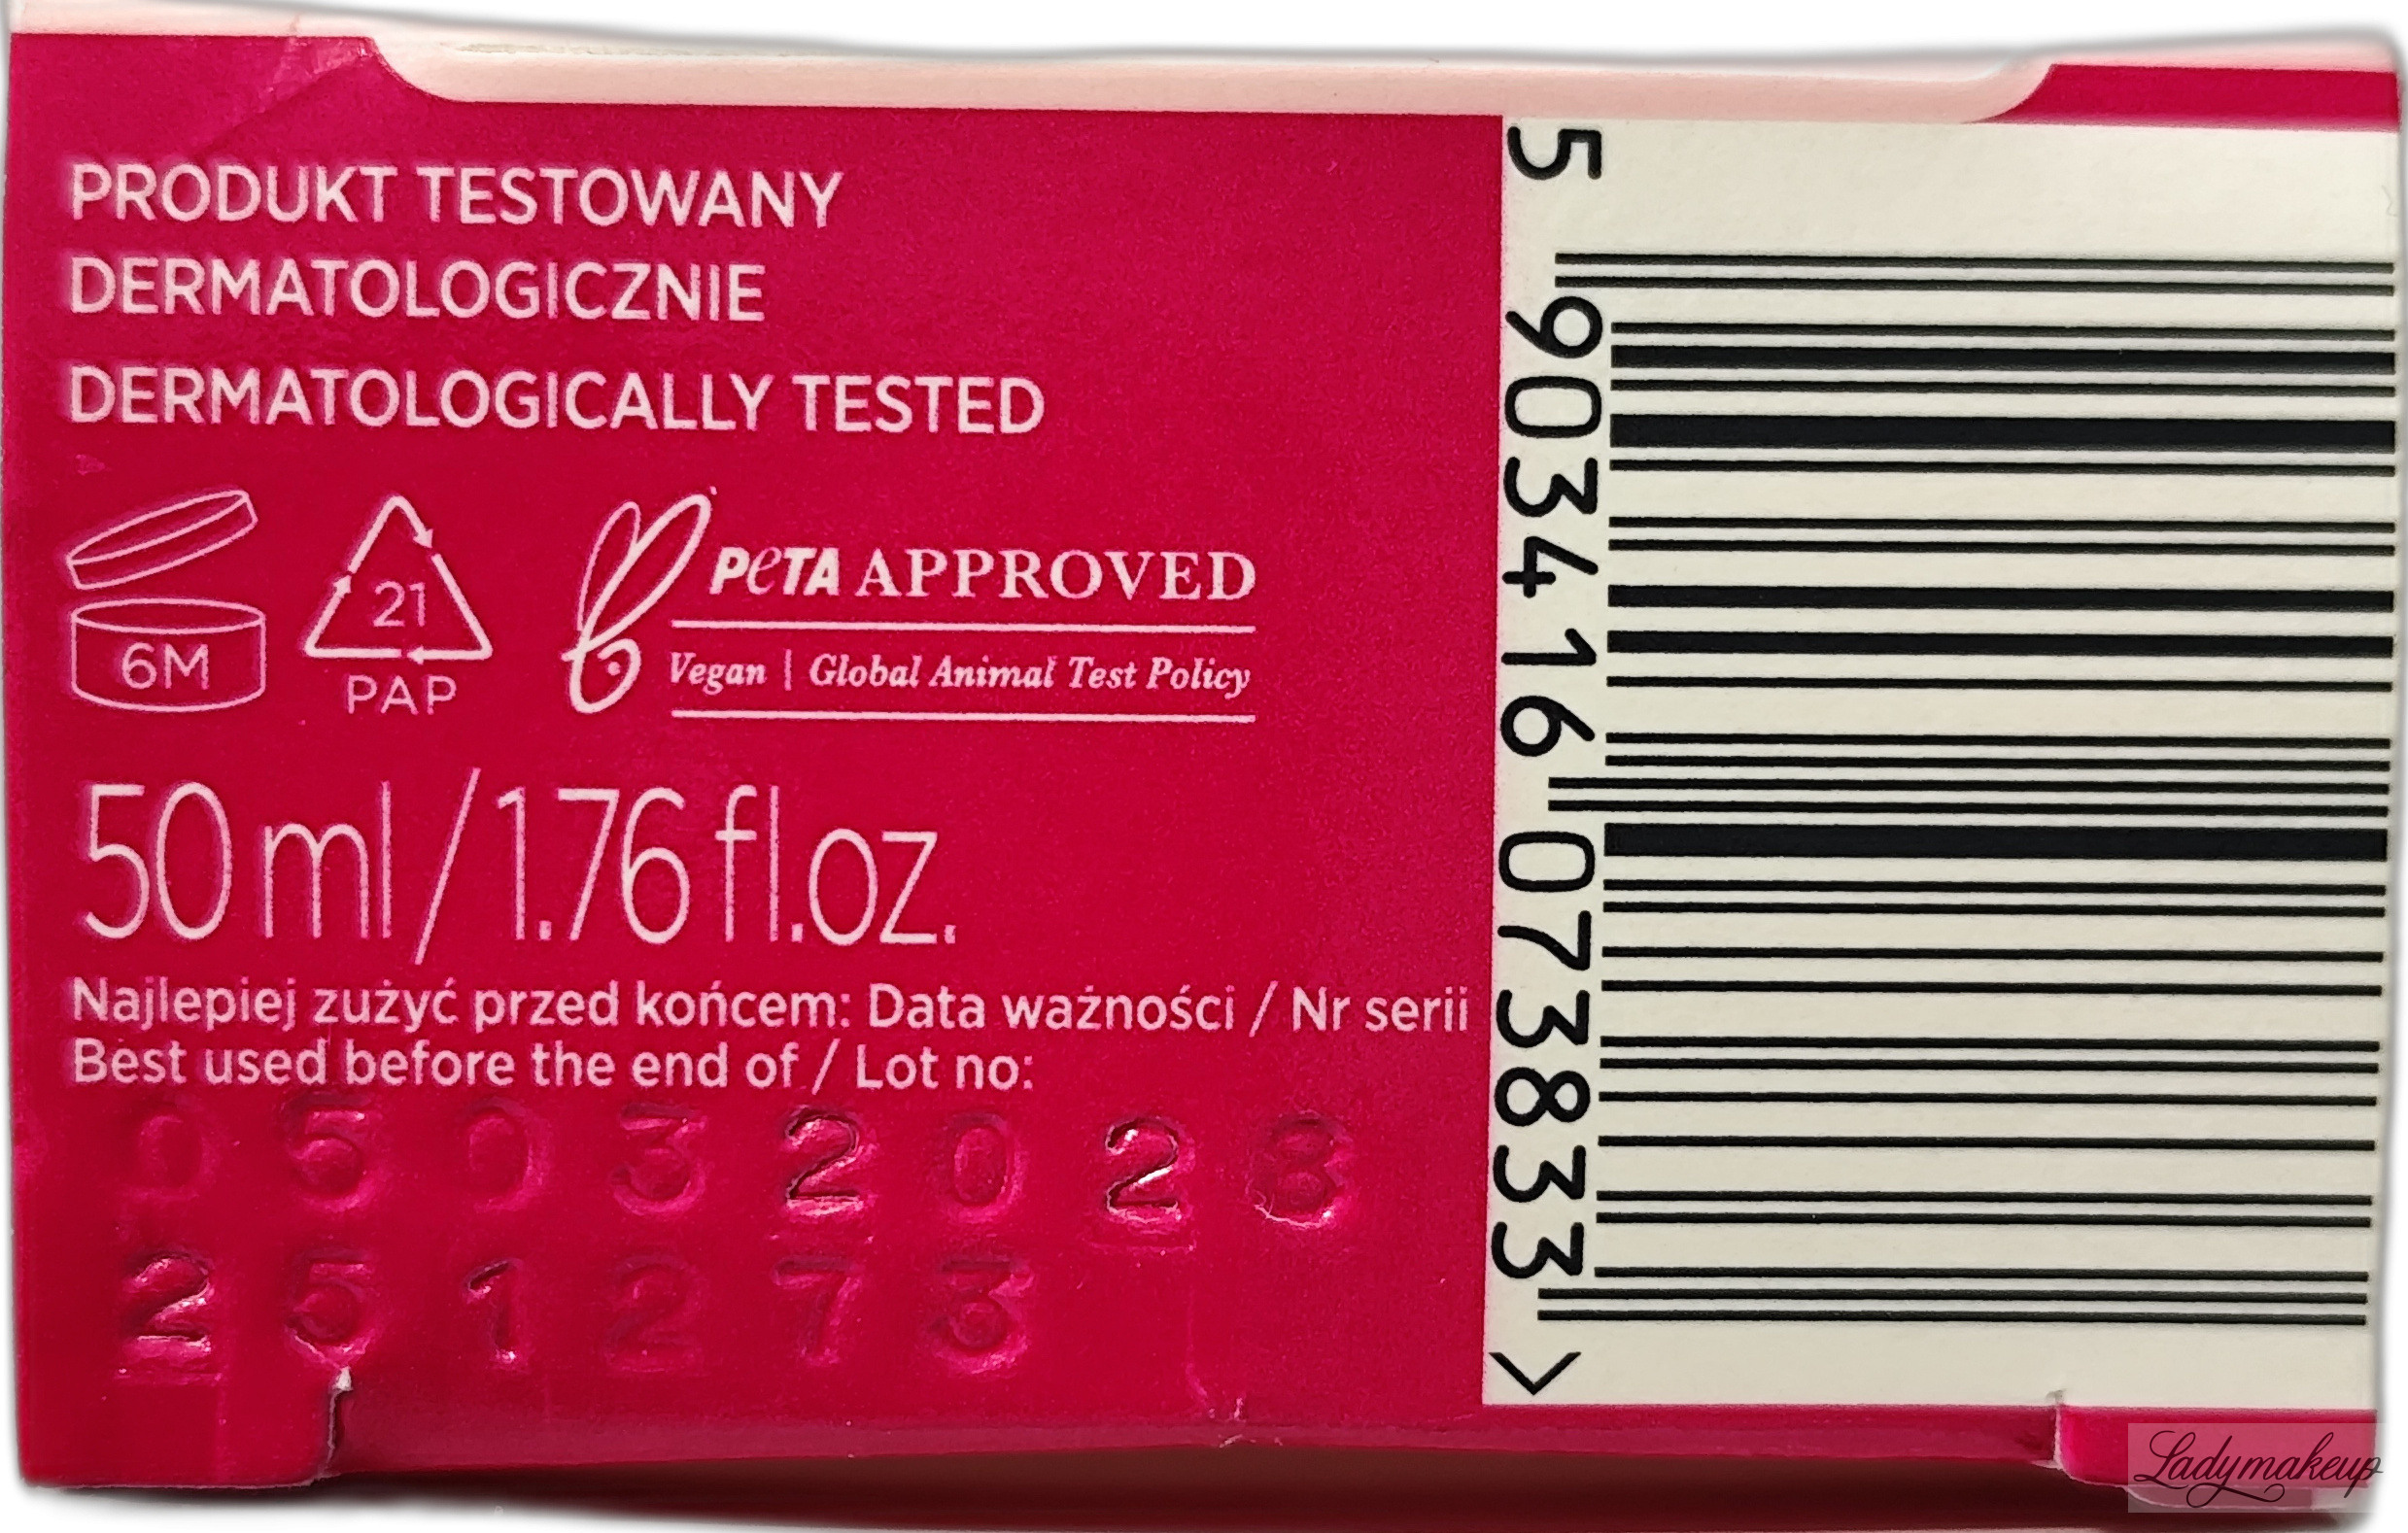 PRODUKT TESTOWANY
DERMATOLOGICZNIE
DERMATOLOGICALLY TESTED
6M
21
PAP
PETA APPROVED
Vegan | Global Animal Test Policy
50 ml / 1.76 fl.oz.
Najlepiej zużyć przed końcem: Data ważności / Nr serii
Best used before the end of / Lot no:
05032028
251273
5 903416 073833 >
Ladymakeup